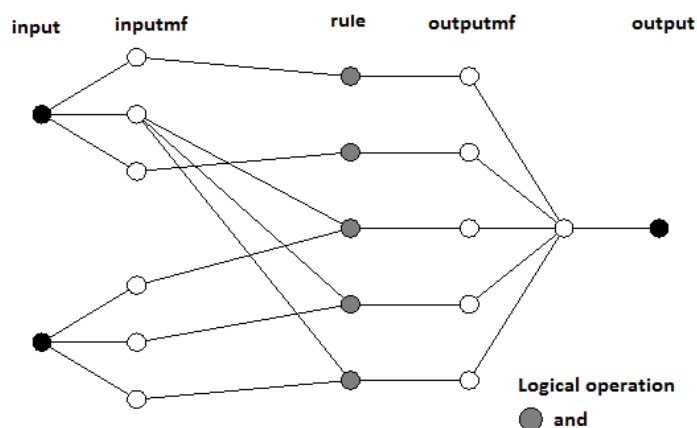 input
inputmf
rule
outputmf
output
Logical operation
and